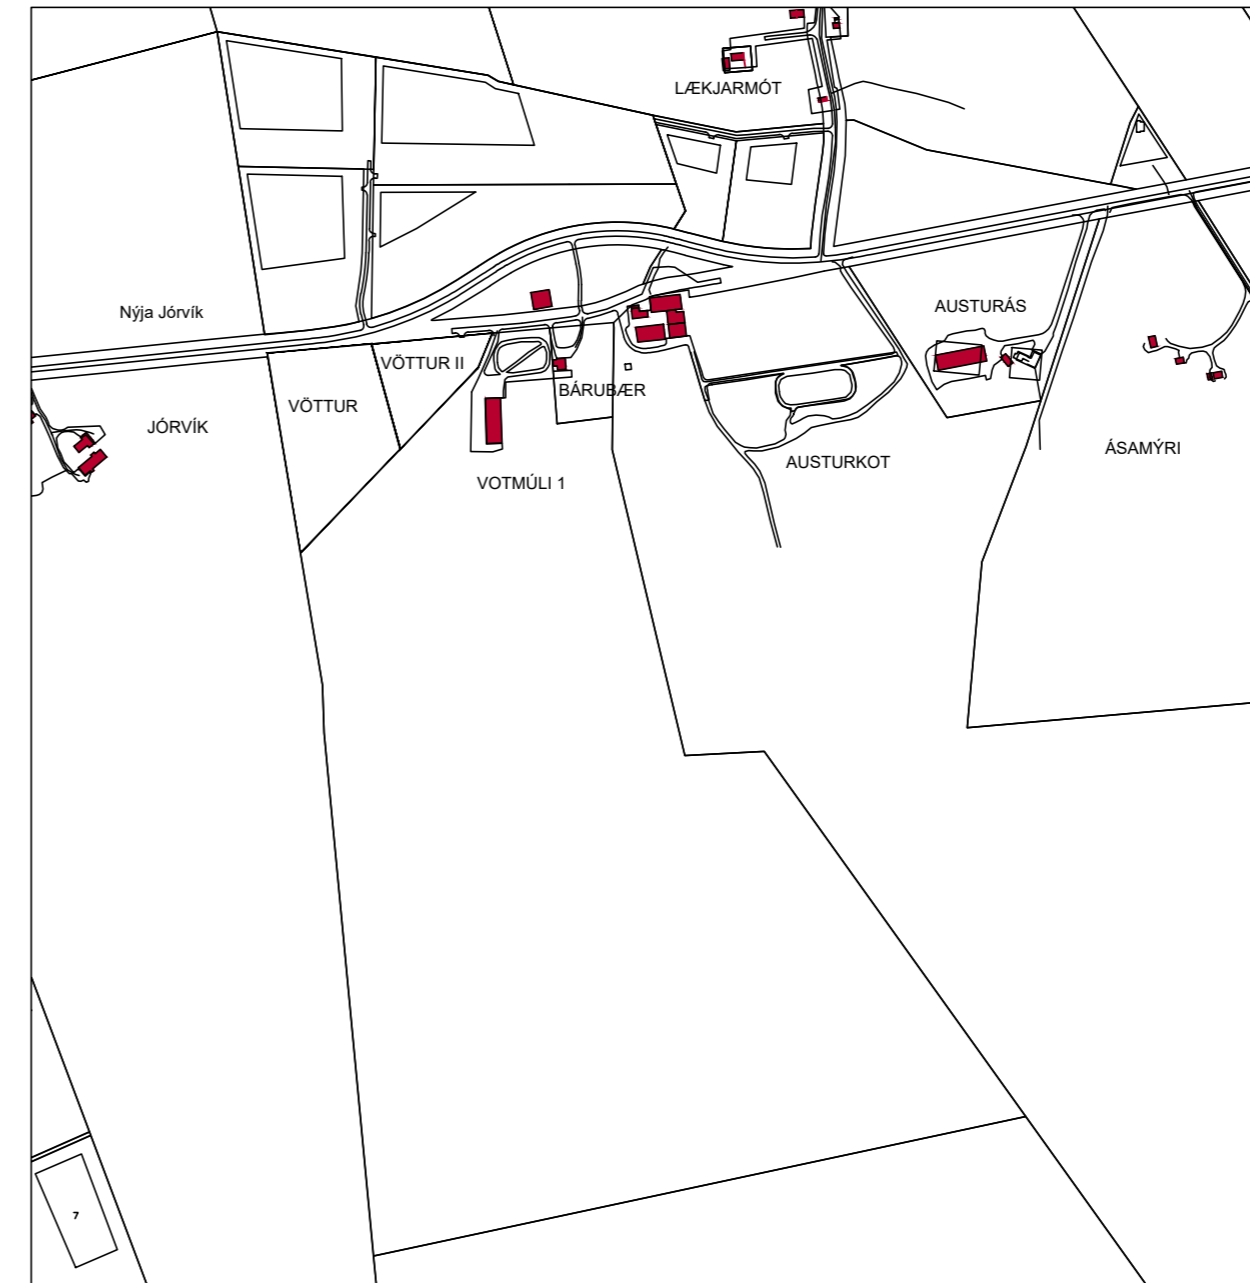 LÆKJARMÓT
Nýja Jórvík
AUSTURÁS
VÖTTUR II
BÁRUBÆR
VÖTTUR
JÓRVÍK
ÁSAMÝRI
AUSTURKOT
VOTMÚLI 1
7